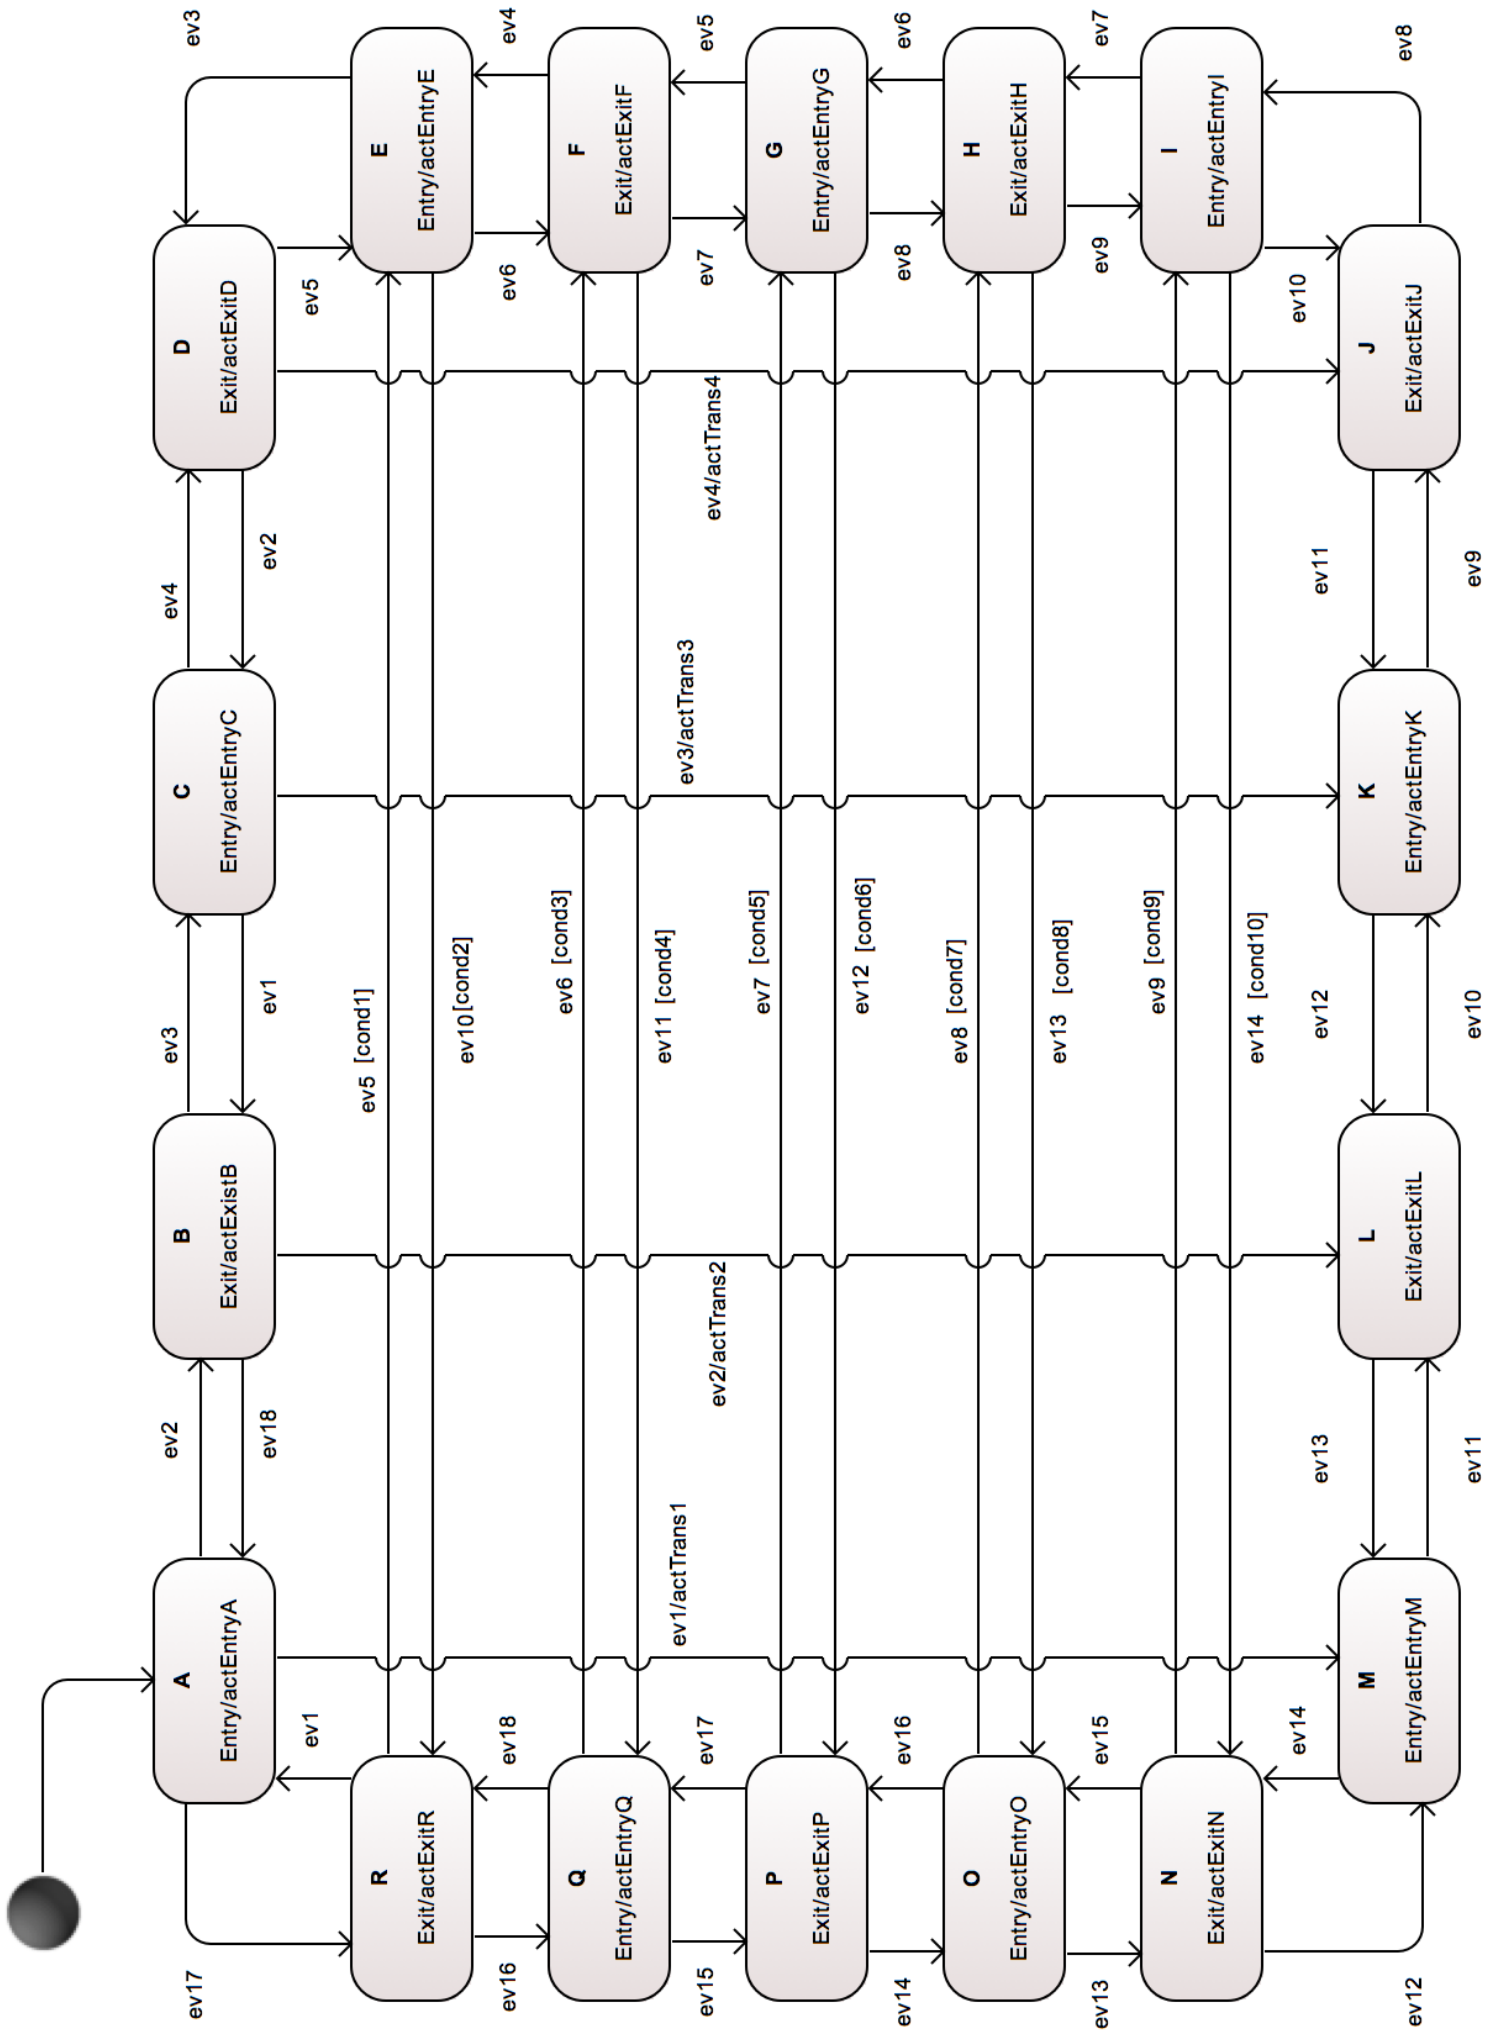 ev2
ev3
ev4
ev17
ev3
A
B
C
D
Entry/actEntryA
Exit/actExistB
Entry/actEntryC
Exit/actExitD
ev18
ev1
ev2
ev1
ev5
ev5 [cond1]
R
E
Exit/actExitR
Entry/actEntryE
ev10[cond2]
ev16
ev18
ev6
ev4
ev6 [cond3]
Q
F
Entry/actEntryQ
Exit/actExitF
ev11 [cond4]
ev1/actTrans1
ev3/actTrans3
ev15
ev17
ev7
ev5
ev2/actTrans2
ev4/actTrans4
ev7 [cond5]
P
G
Exit/actExitP
Entry/actEntryG
ev12 [cond6]
ev14
ev16
ev8
ev6
ev8 [cond7]
O
H
Entry/actEntryO
Exit/actExitH
ev13 [cond8]
ev13
ev15
ev9
ev7
ev9 [cond9]
N
I
Exit/actExitN
Entry/actEntryI
ev14 [cond10]
ev14
ev10
ev13
ev12
ev11
M
L
K
J
Entry/actEntryM
Exit/actExitL
Entry/actEntryK
Exit/actExitJ
ev12
ev8
ev11
ev10
ev9